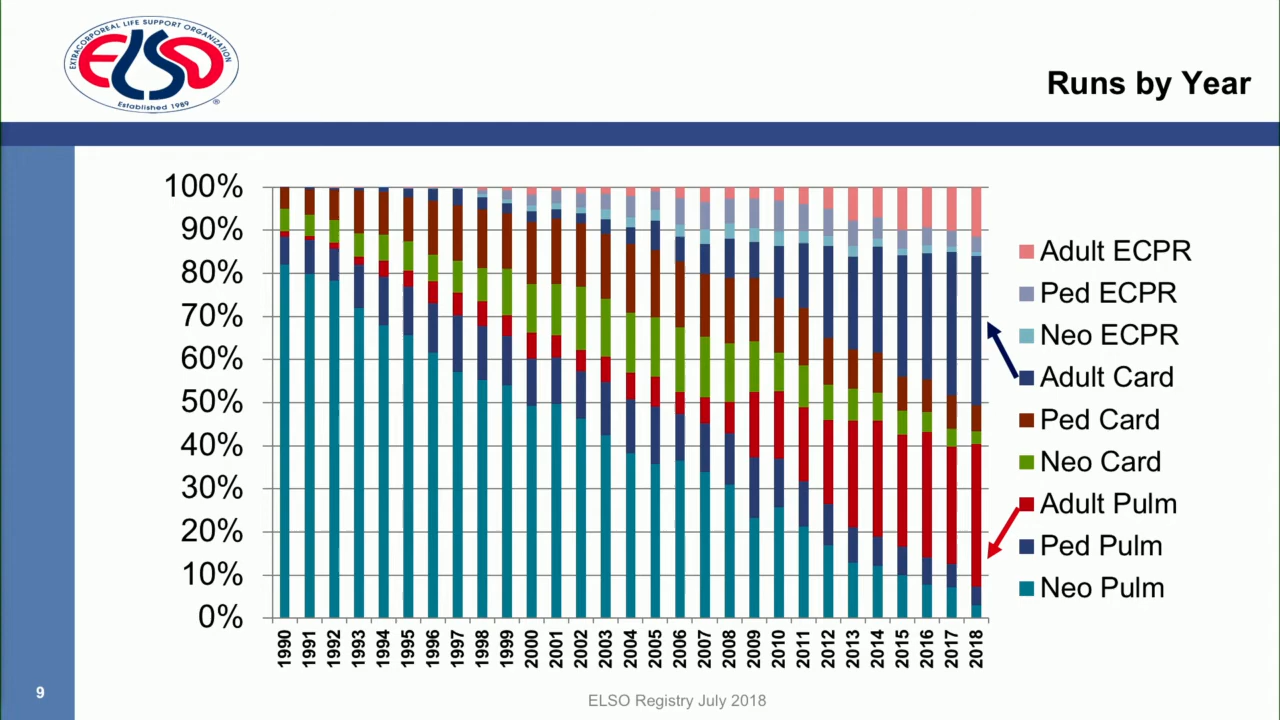 EXTRACORPOREAL LIFE SUPPORT ORGANIZATION
ELSO
Established 1989
®
Runs by Year
100%
90%
80%
70%
60%
50%
40%
30%
20%
10%
0%
1990 1991 1992 1993 1994 1995 1996 1997 1998 1999 2000 2001 2002 2003 2004 2005 2006 2007 2008 2009 2010 2011 2012 2013 2014 2015 2016 2017 2018
Adult ECPR
Ped ECPR
Neo ECPR
Adult Card
Ped Card
Neo Card
Adult Pulm
Ped Pulm
Neo Pulm
9
ELSO Registry July 2018